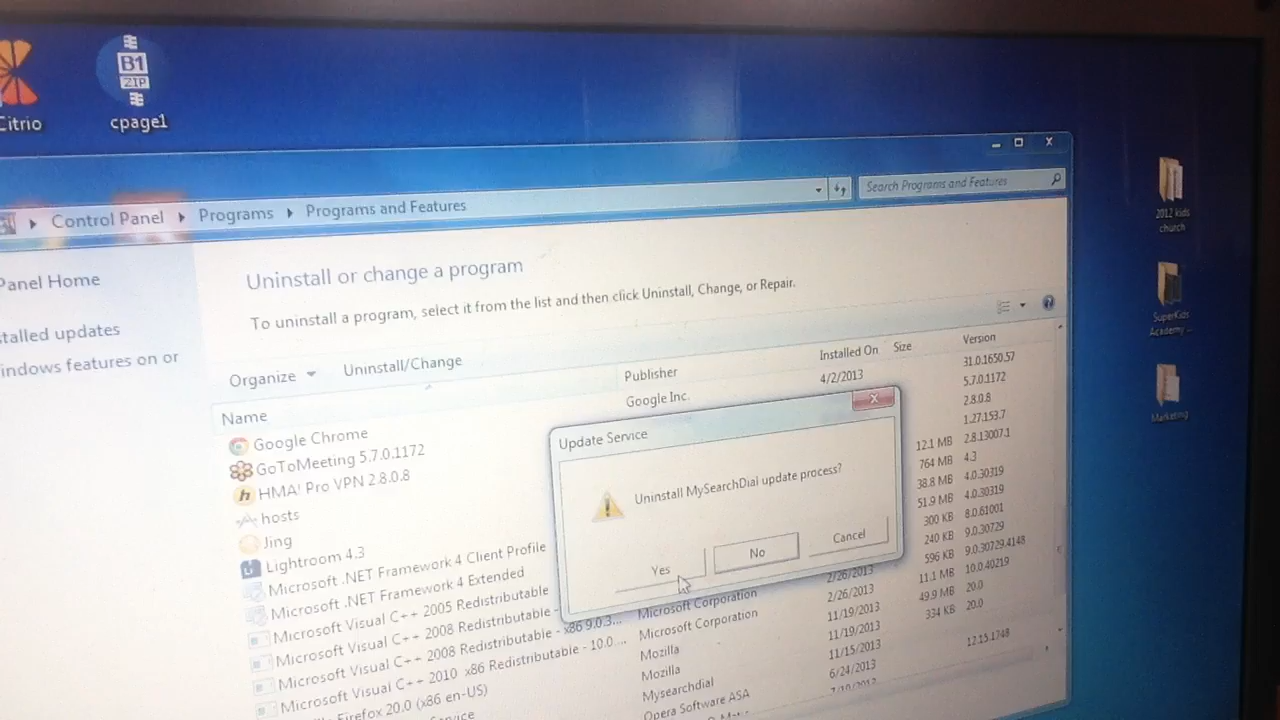 Citrio
B1
ZIP
cpage1
Control Panel
Programs
Programs and Features
Search Programs and Features
2012 kids
church
SuperKids
Academy -
Marketing
Panel Home
stalled updates
indows features on or
Uninstall or change a program
To uninstall a program, select it from the list and then click Uninstall, Change, or Repair.
Organize
Uninstall/Change
Name
Publisher
Installed On
Size
Version
Google Chrome
Google Inc.
4/2/2013
31.0.1650.57
GoToMeeting 5.7.0.1172
5.7.0.1172
HMA! Pro VPN 2.8.0.8
2.8.0.8
hosts
1.27.153.7
Jing
12.1 MB
2.8.13007.1
Lightroom 4.3
764 MB
4.3
Microsoft .NET Framework 4 Client Profile
38.8 MB
4.0.30319
Microsoft .NET Framework 4 Extended
51.9 MB
4.0.30319
Microsoft Visual C++ 2005 Redistributable
300 KB
8.0.61001
Microsoft Visual C++ 2008 Redistributable -
240 KB
9.0.30729
Microsoft Visual C++ 2008 Redistributable - x86 9.0.3...
Microsoft Corporation
2/26/2013
596 KB
9.0.30729.4148
Microsoft Visual C++ 2010 x86 Redistributable - 10.0....
Microsoft Corporation
2/26/2013
11.1 MB
10.0.40219
Firefox 20.0 (x86 en-US)
Mozilla
11/19/2013
49.9 MB
20.0
Service
Mozilla
11/19/2013
334 KB
20.0
Mysearchdial
11/15/2013
Opera Software ASA
6/24/2013
12.15.1748
Update Service
Uninstall MySearchDial update process?
Yes
No
Cancel